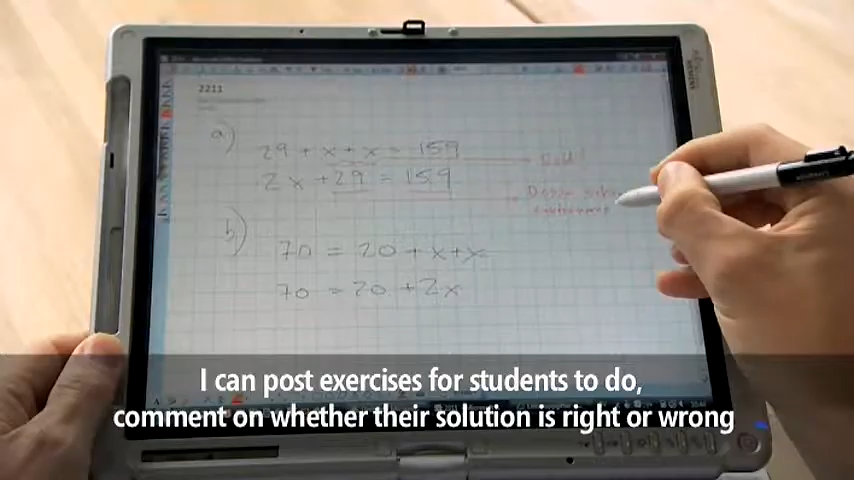 2211
a)
29 + x + x = 159
2x + 29 = 159
b)
70 = 20 + x + x
70 = 20 + 2x
I can post exercises for students to do,
comment on whether their solution is right or wrong